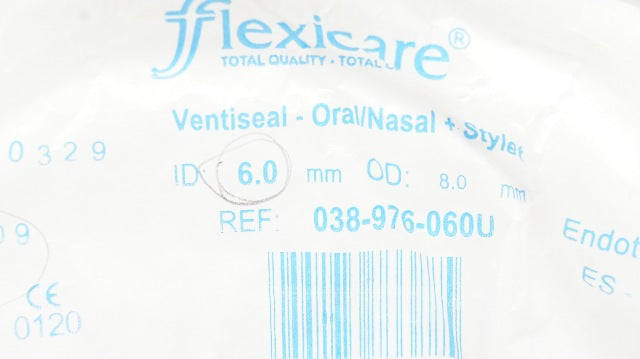 flexicare®
TOTAL QUALITY • TOTAL
Ventiseal - Oral/Nasal + Stylet
0329
ID: 6.0 mm OD: 8.0 mm
REF: 038-976-060U
09
Endot
ES -
CE
0120